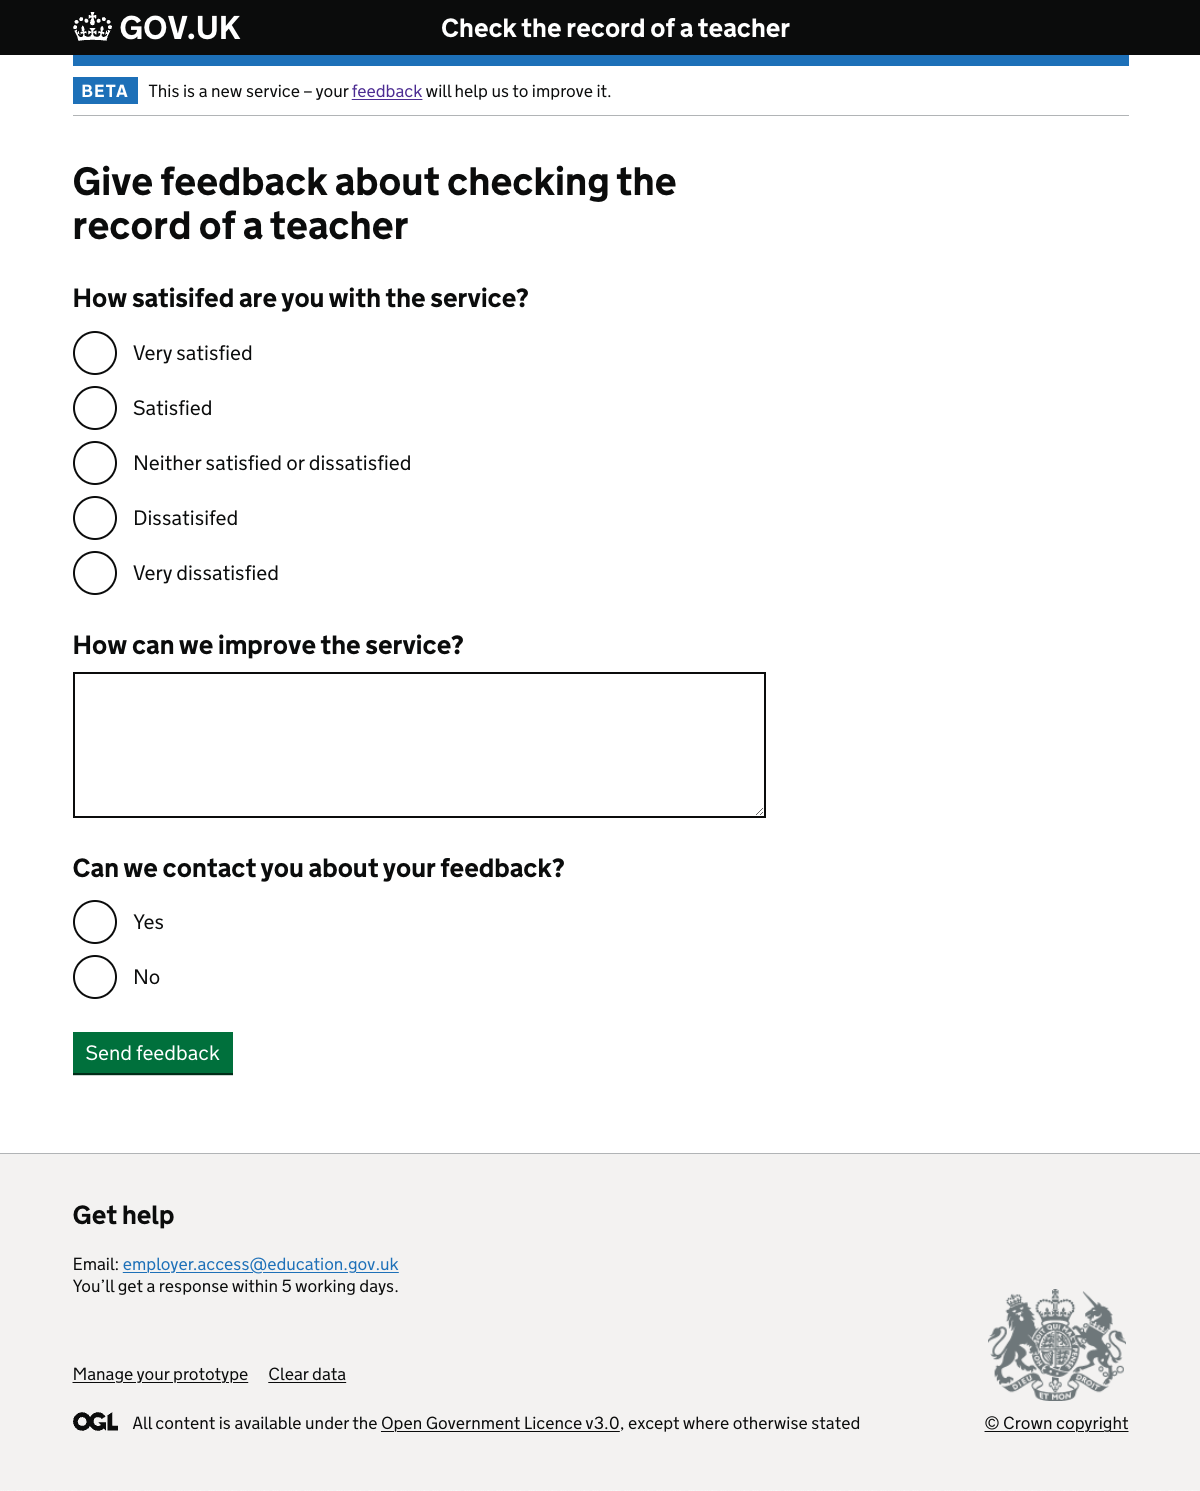 GOV.UK Check the record of a teacher
BETA This is a new service – your feedback will help us to improve it.
Give feedback about checking the
record of a teacher
How satisifed are you with the service?
Very satisfied
Satisfied
Neither satisfied or dissatisfied
Dissatisifed
Very dissatisfied
How can we improve the service?
Can we contact you about your feedback?
Yes
No
Send feedback
Get help
Email: employer.access@education.gov.uk
You’ll get a response within 5 working days.
Manage your prototype Clear data
OGL All content is available under the Open Government Licence v3.0, except where otherwise stated
DIEU ET MON DROIT
© Crown copyright